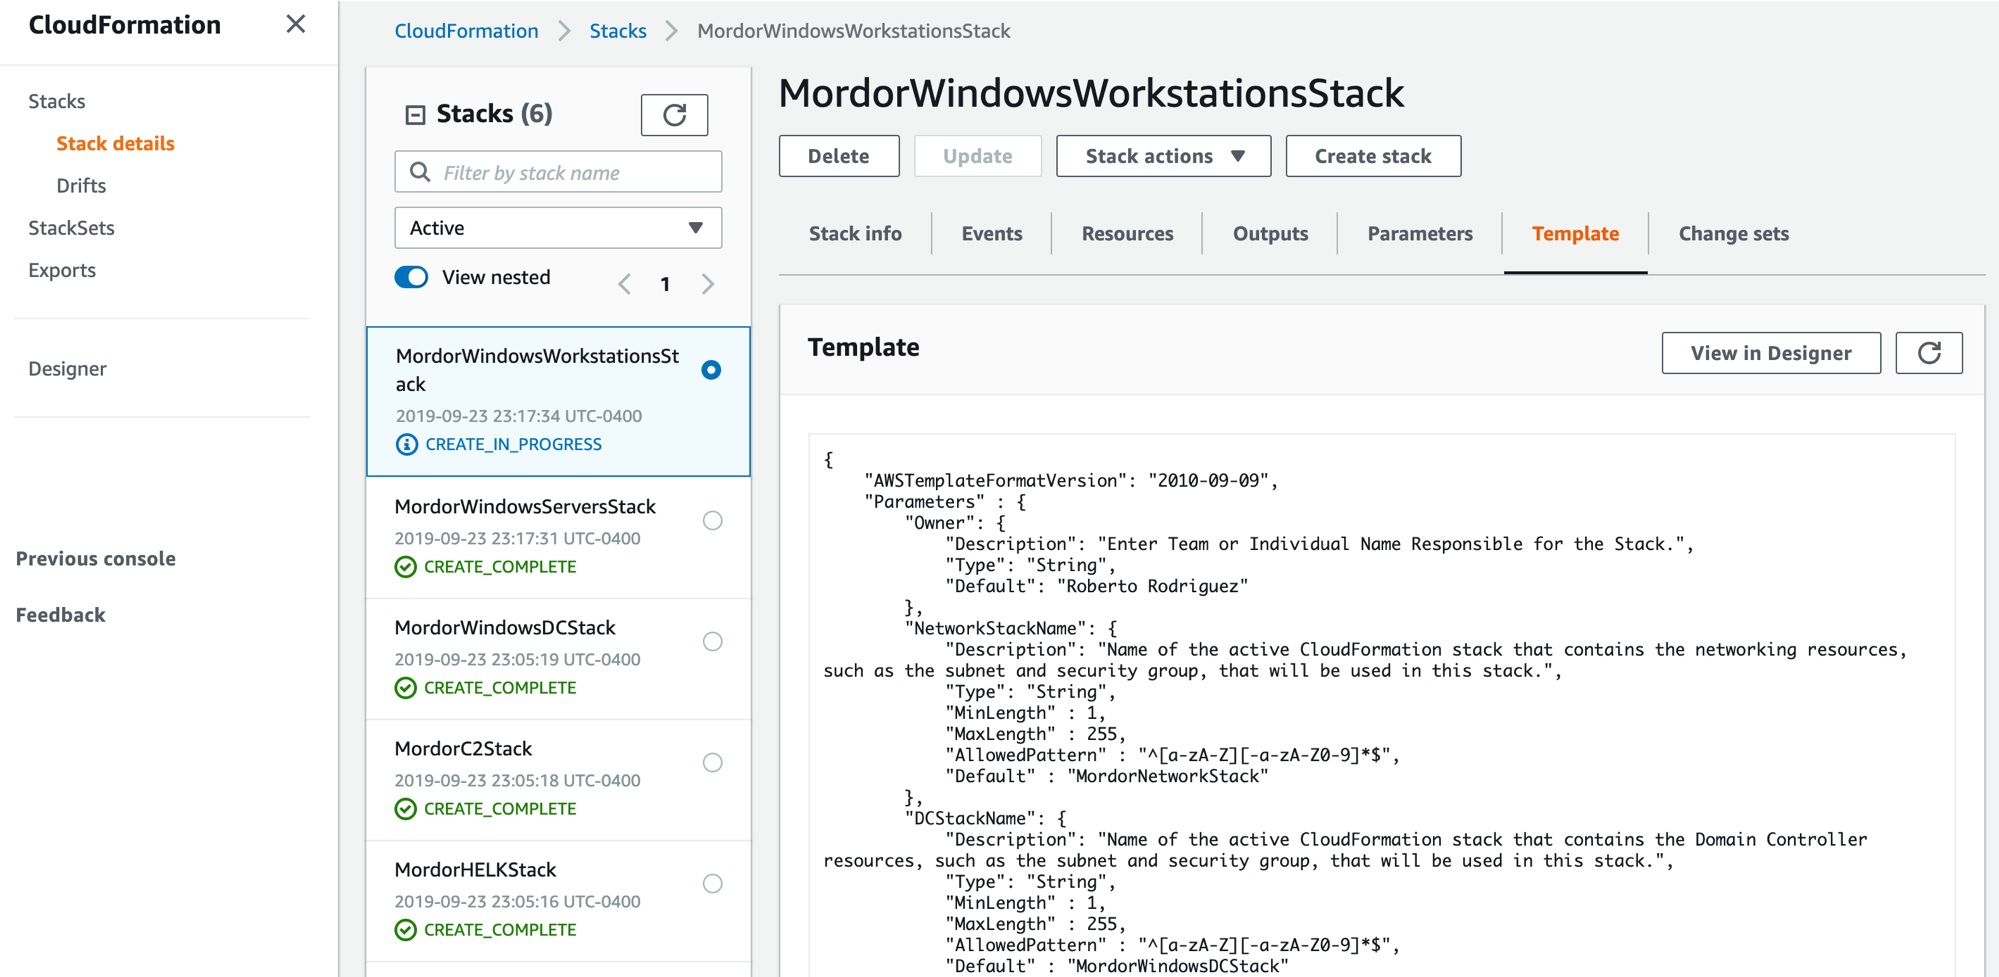 CloudFormation
Stacks
Stack details
Drifts
StackSets
Exports
Designer
Previous console
Feedback
CloudFormation
Stacks
MordorWindowsWorkstationsStack
Stacks (6)
Filter by stack name
Active
View nested
1
MordorWindowsWorkstationsSt
ack
2019-09-23 23:17:34 UTC-0400
CREATE_IN_PROGRESS
MordorWindowsServersStack
2019-09-23 23:17:31 UTC-0400
CREATE_COMPLETE
MordorWindowsDCStack
2019-09-23 23:05:19 UTC-0400
CREATE_COMPLETE
MordorC2Stack
2019-09-23 23:05:18 UTC-0400
CREATE_COMPLETE
MordorHELKStack
2019-09-23 23:05:16 UTC-0400
CREATE_COMPLETE
MordorWindowsWorkstationsStack
Delete
Update
Stack actions
Create stack
Stack info
Events
Resources
Outputs
Parameters
Template
Change sets
Template
View in Designer
{
"AWSTemplateFormatVersion": "2010-09-09",
"Parameters" : {
"Owner": {
"Description": "Enter Team or Individual Name Responsible for the Stack.",
"Type": "String",
"Default": "Roberto Rodriguez"
},
"NetworkStackName": {
"Description": "Name of the active CloudFormation stack that contains the networking resources,
such as the subnet and security group, that will be used in this stack.",
"Type": "String",
"MinLength" : 1,
"MaxLength" : 255,
"AllowedPattern" : "^[a-zA-Z][-a-zA-Z0-9]*$",
"Default" : "MordorNetworkStack"
},
"DCStackName": {
"Description": "Name of the active CloudFormation stack that contains the Domain Controller
resources, such as the subnet and security group, that will be used in this stack.",
"Type": "String",
"MinLength" : 1,
"MaxLength" : 255,
"AllowedPattern" : "^[a-zA-Z][-a-zA-Z0-9]*$",
"Default" : "MordorWindowsDCStack"